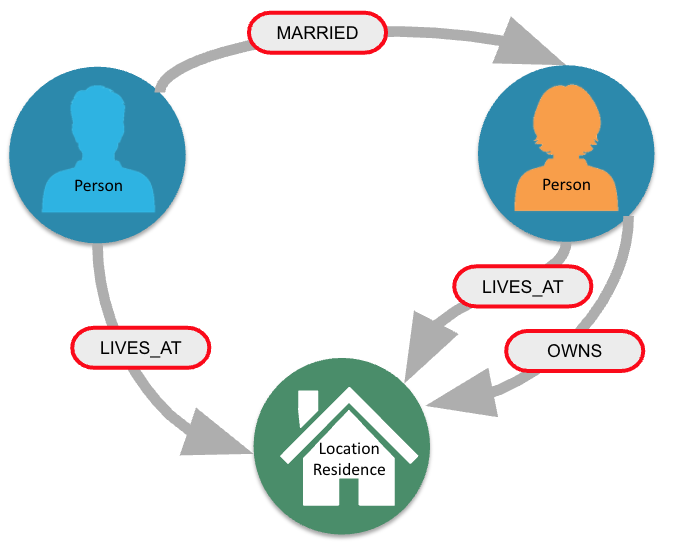 MARRIED
Person
Person
LIVES_AT
LIVES_AT
OWNS
Location
Residence